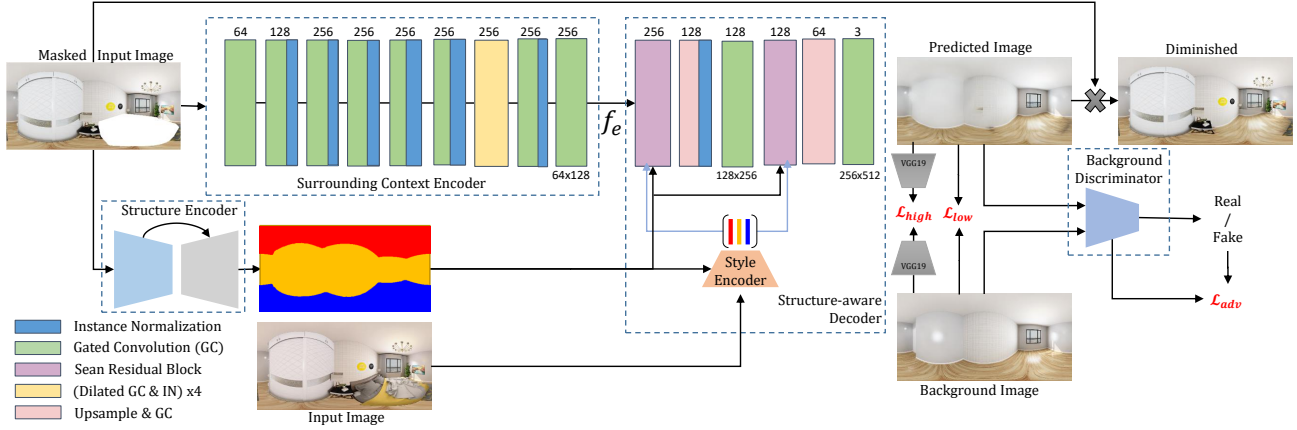 Masked Input Image
64
128
256
256
256
256
256
256
256
64x128
Surrounding Context Encoder
f_e
256
128
128
128
64
3
128x256
256x512
Style
Encoder
Structure-aware
Decoder
Structure Encoder
Predicted Image
Diminished
VGG19
ℒ_high
ℒ_low
VGG19
Background
Discriminator
Real
/
Fake
ℒ_adv
Background Image
Instance Normalization
Gated Convolution (GC)
Sean Residual Block
(Dilated GC & IN) x4
Upsample & GC
Input Image